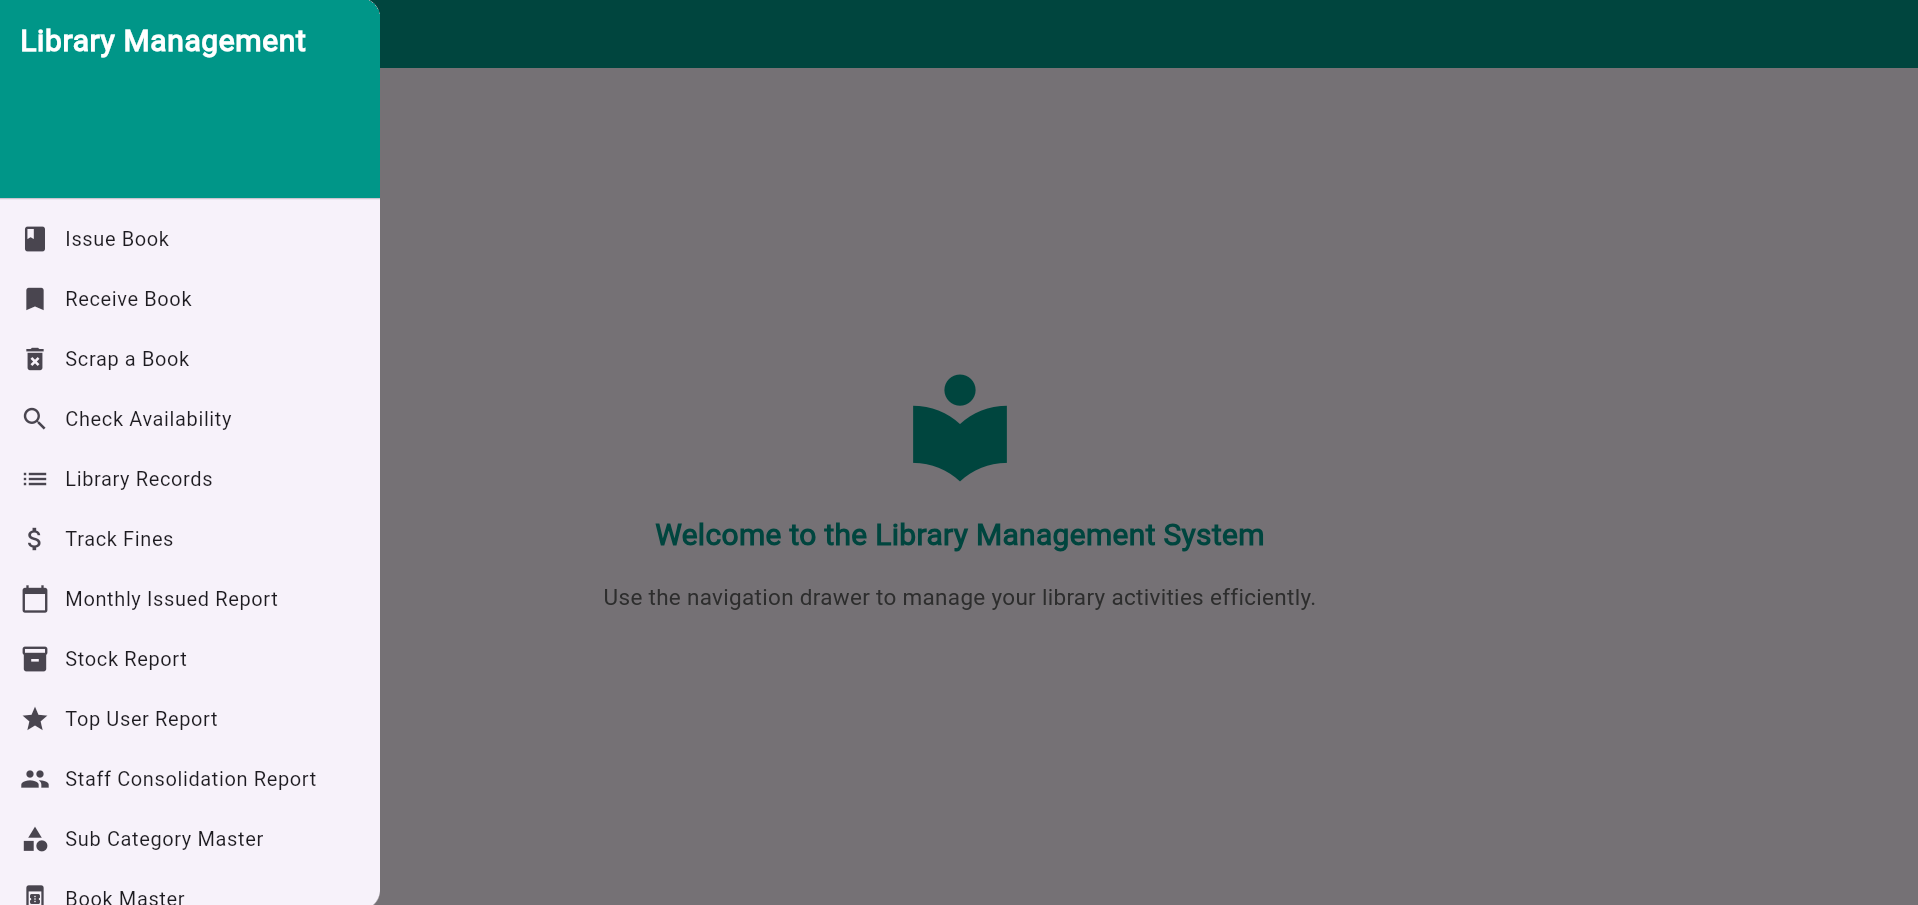 Library Management
Issue Book
Receive Book
Scrap a Book
Check Availability
Library Records
Track Fines
Monthly Issued Report
Stock Report
Top User Report
Staff Consolidation Report
Sub Category Master
Book Master
Welcome to the Library Management System
Use the navigation drawer to manage your library activities efficiently.